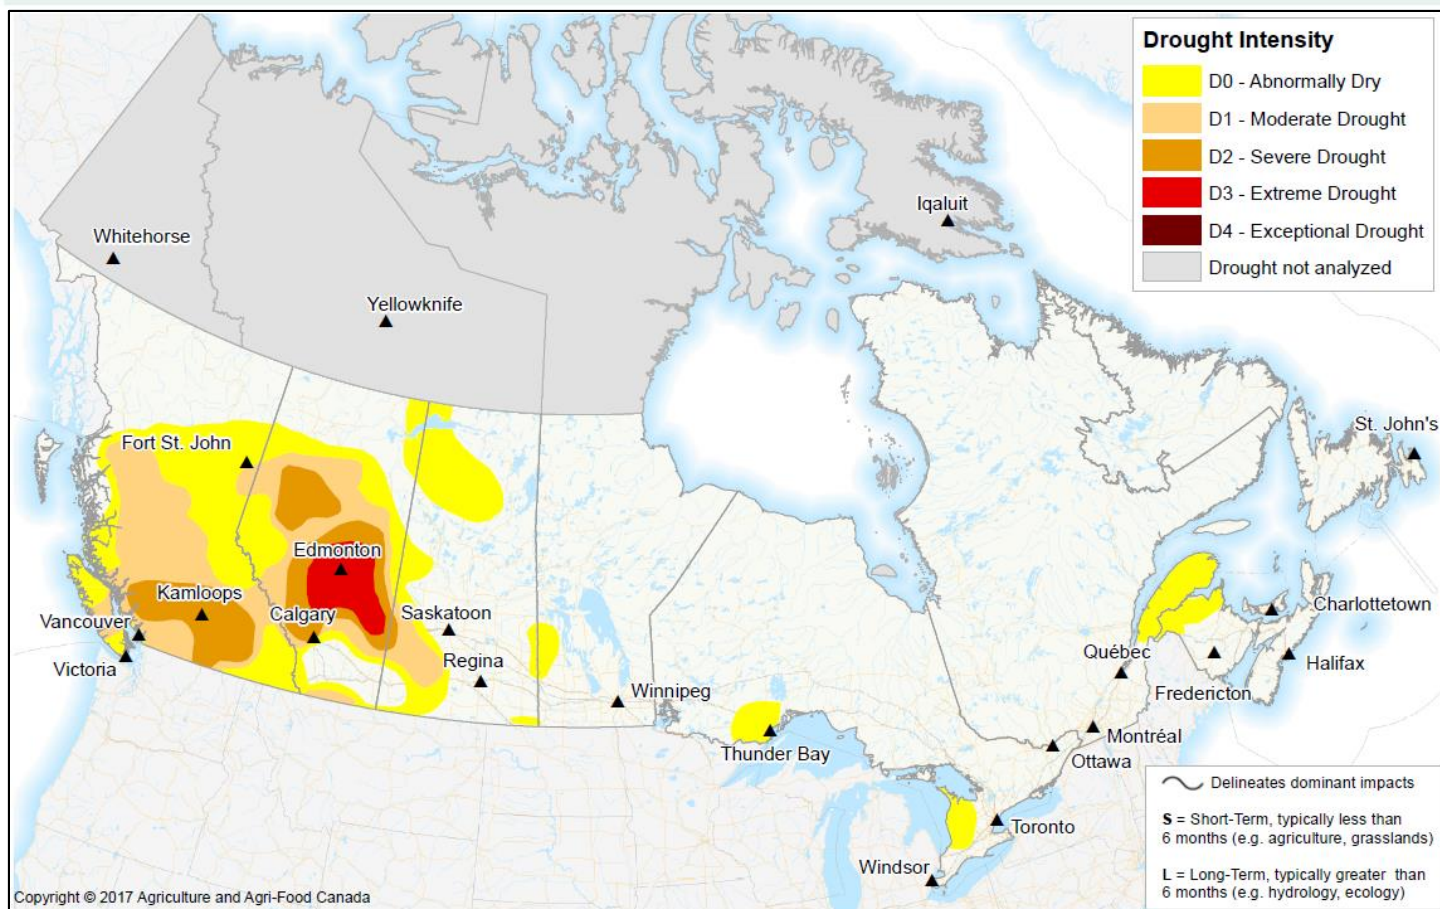 Drought Intensity
D0 - Abnormally Dry
D1 - Moderate Drought
D2 - Severe Drought
D3 - Extreme Drought
D4 - Exceptional Drought
Drought not analyzed
Iqaluit
Whitehorse
Yellowknife
St. John's
Fort St. John
Edmonton
Kamloops
Calgary
Saskatoon
Vancouver
Charlottetown
Victoria
Regina
Québec
Halifax
Winnipeg
Fredericton
Montréal
Thunder Bay
Ottawa
Toronto
Windsor
Delineates dominant impacts
S = Short-Term, typically less than
6 months (e.g. agriculture, grasslands)
L = Long-Term, typically greater than
6 months (e.g. hydrology, ecology)
Copyright © 2017 Agriculture and Agri-Food Canada